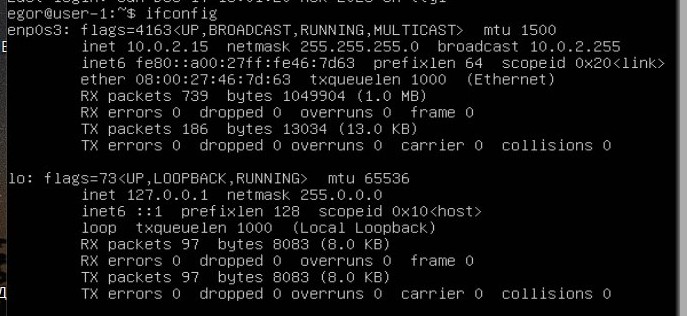 egor@user-1:~$ ifconfig
enp0s3: flags=4163<UP,BROADCAST,RUNNING,MULTICAST>  mtu 1500
        inet 10.0.2.15  netmask 255.255.255.0  broadcast 10.0.2.255
        inet6 fe80::a00:27ff:fe46:7d63  prefixlen 64  scopeid 0x20<link>
        ether 08:00:27:46:7d:63  txqueuelen 1000  (Ethernet)
        RX packets 739  bytes 1049904 (1.0 MB)
        RX errors 0  dropped 0  overruns 0  frame 0
        TX packets 186  bytes 13034 (13.0 KB)
        TX errors 0  dropped 0 overruns 0  carrier 0  collisions 0

lo: flags=73<UP,LOOPBACK,RUNNING>  mtu 65536
        inet 127.0.0.1  netmask 255.0.0.0
        inet6 ::1  prefixlen 128  scopeid 0x10<host>
        loop  txqueuelen 1000  (Local Loopback)
        RX packets 97  bytes 8083 (8.0 KB)
        RX errors 0  dropped 0  overruns 0  frame 0
        TX packets 97  bytes 8083 (8.0 KB)
        TX errors 0  dropped 0 overruns 0  carrier 0  collisions 0